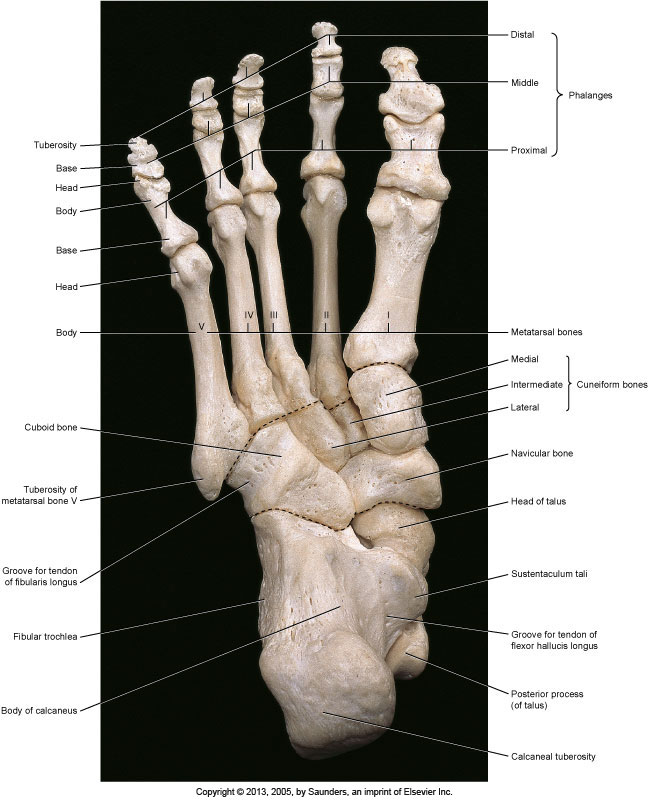 Distal
Middle
Phalanges
Proximal
Tuberosity
Base
Head
Body
Base
Head
Body
V
IV
III
II
I
Metatarsal bones
Medial
Intermediate
Cuneiform bones
Lateral
Cuboid bone
Navicular bone
Tuberosity of
metatarsal bone V
Head of talus
Groove for tendon
of fibularis longus
Sustentaculum tali
Fibular trochlea
Groove for tendon of
flexor hallucis longus
Body of calcaneus
Posterior process
(of talus)
Calcaneal tuberosity
Copyright © 2013, 2005, by Saunders, an imprint of Elsevier Inc.